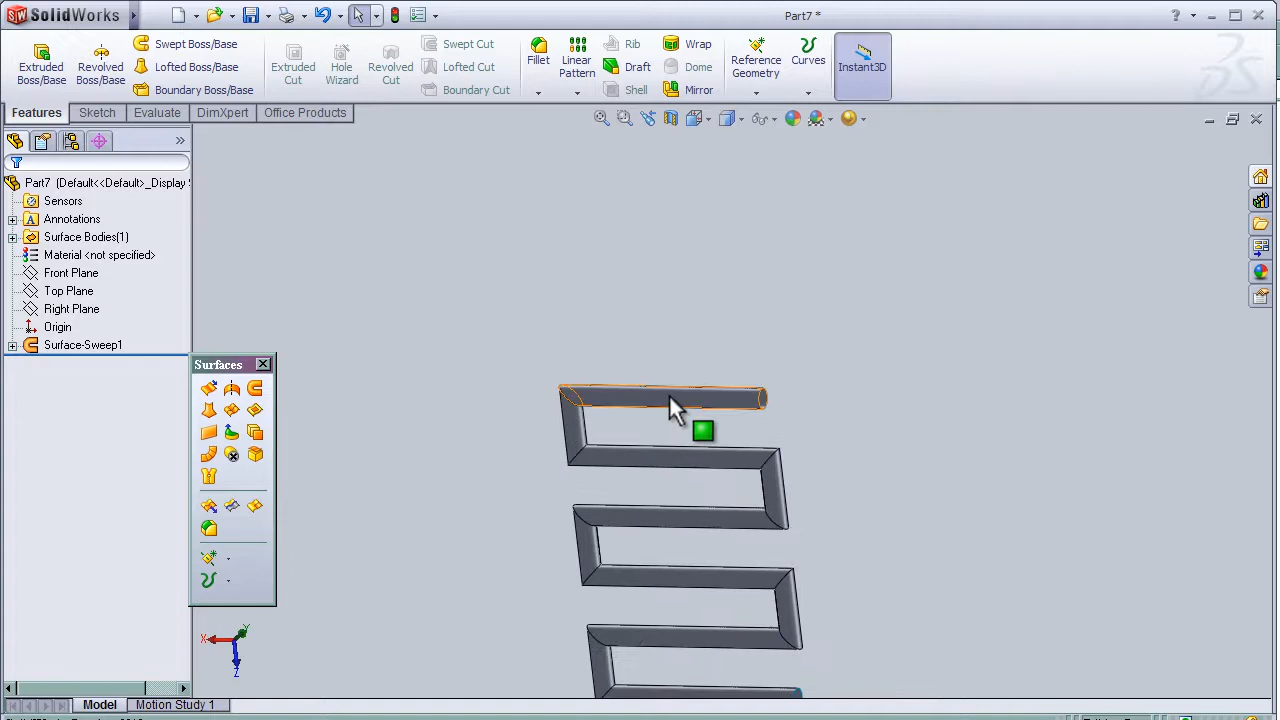 SolidWorks
Part7 *
Extruded Boss/Base
Revolved Boss/Base
Swept Boss/Base
Lofted Boss/Base
Boundary Boss/Base
Extruded Cut
Hole Wizard
Revolved Cut
Swept Cut
Lofted Cut
Boundary Cut
Fillet
Linear Pattern
Rib
Draft
Shell
Wrap
Dome
Mirror
Reference Geometry
Curves
Instant3D
Features
Sketch
Evaluate
DimXpert
Office Products
Part7 (Default<<Default>_Display
Sensors
Annotations
Surface Bodies(1)
Material <not specified>
Front Plane
Top Plane
Right Plane
Origin
Surface-Sweep1
Surfaces
X
Y
Z
Model
Motion Study 1